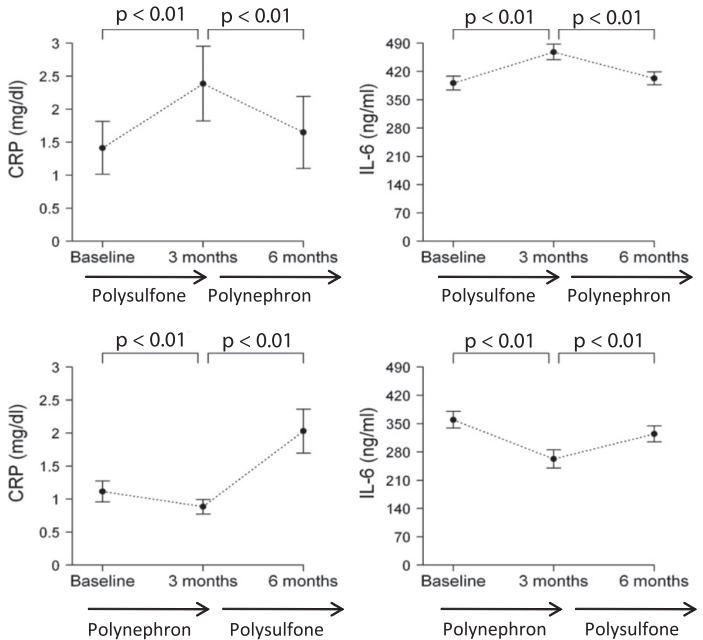 p < 0.01 p < 0.01
CRP (mg/dl)
3
2.5
2
1.5
1
0.5
0
Baseline 3 months 6 months
Polysulfone Polynephron
p < 0.01 p < 0.01
IL-6 (ng/ml)
490
420
350
280
210
140
70
0
Baseline 3 months 6 months
Polysulfone Polynephron
p < 0.01 p < 0.01
CRP (mg/dl)
3
2.5
2
1.5
1
0.5
0
Baseline 3 months 6 months
Polynephron Polysulfone
p < 0.01 p < 0.01
IL-6 (ng/ml)
490
420
350
280
210
140
70
0
Baseline 3 months 6 months
Polynephron Polysulfone